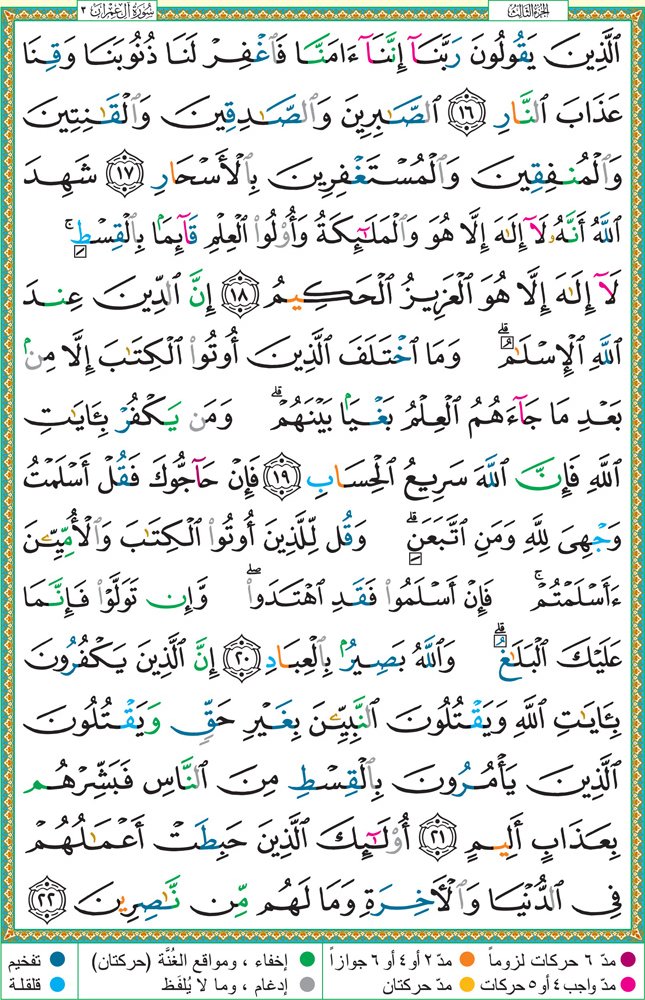 الجزء الثالث
سورة آل عمران ٣
ٱلَّذِينَ يَقُولُونَ رَبَّنَآ إِنَّنَآ ءَامَنَّا فَٱغْفِرْ لَنَا ذُنُوبَنَا وَقِنَا
عَذَابَ ٱلنَّارِ ١٦ ٱلصَّٰبِرِينَ وَٱلصَّٰدِقِينَ وَٱلْقَٰنِتِينَ
وَٱلْمُنفِقِينَ وَٱلْمُسْتَغْفِرِينَ بِٱلْأَسْحَارِ ١٧ شَهِدَ
ٱللَّهُ أَنَّهُۥ لَآ إِلَٰهَ إِلَّا هُوَ وَٱلْمَلَٰٓئِكَةُ وَأُو۟لُوا۟ ٱلْعِلْمِ قَآئِمًۢا بِٱلْقِسْطِ ۚ
لَآ إِلَٰهَ إِلَّا هُوَ ٱلْعَزِيزُ ٱلْحَكِيمُ ١٨ إِنَّ ٱلدِّينَ عِندَ
ٱللَّهِ ٱلْإِسْلَٰمُ ۗ وَمَا ٱخْتَلَفَ ٱلَّذِينَ أُوتُوا۟ ٱلْكِتَٰبَ إِلَّا مِنۢ
بَعْدِ مَا جَآءَهُمُ ٱلْعِلْمُ بَغْيًۢا بَيْنَهُمْ ۗ وَمَن يَكْفُرْ بِـَٔايَٰتِ
ٱللَّهِ فَإِنَّ ٱللَّهَ سَرِيعُ ٱلْحِسَابِ ١٩ فَإِنْ حَآجُّوكَ فَقُلْ أَسْلَمْتُ
وَجْهِىَ لِلَّهِ وَمَنِ ٱتَّبَعَنِ ۗ وَقُل لِّلَّذِينَ أُوتُوا۟ ٱلْكِتَٰبَ وَٱلْأُمِّيِّـۧنَ
ءَأَسْلَمْتُمْ ۚ فَإِنْ أَسْلَمُوا۟ فَقَدِ ٱهْتَدَوا۟ ۖ وَّإِن تَوَلَّوْا۟ فَإِنَّمَا
عَلَيْكَ ٱلْبَلَٰغُ ۗ وَٱللَّهُ بَصِيرٌۢ بِٱلْعِبَادِ ٢٠ إِنَّ ٱلَّذِينَ يَكْفُرُونَ
بِـَٔايَٰتِ ٱللَّهِ وَيَقْتُلُونَ ٱلنَّبِيِّـۧنَ بِغَيْرِ حَقٍّ وَيَقْتُلُونَ
ٱلَّذِينَ يَأْمُرُونَ بِٱلْقِسْطِ مِنَ ٱلنَّاسِ فَبَشِّرْهُم
بِعَذَابٍ أَلِيمٍ ٢١ أُو۟لَٰٓئِكَ ٱلَّذِينَ حَبِطَتْ أَعْمَٰلُهُمْ
فِى ٱلدُّنْيَا وَٱلْـَٔاخِرَةِ وَمَا لَهُم مِّن نَّٰصِرِينَ ٢٢
مدّ ٦ حركات لزوماً مدّ ٢ أو ٤ أو ٦ جوازاً إخفاء ، ومواقع الغُنَّة (حركتان) تفخيم
مدّ واجب ٤ أو ٥ حركات مدّ حركتان إدغام ، وما لا يُلفَظ قلقلة